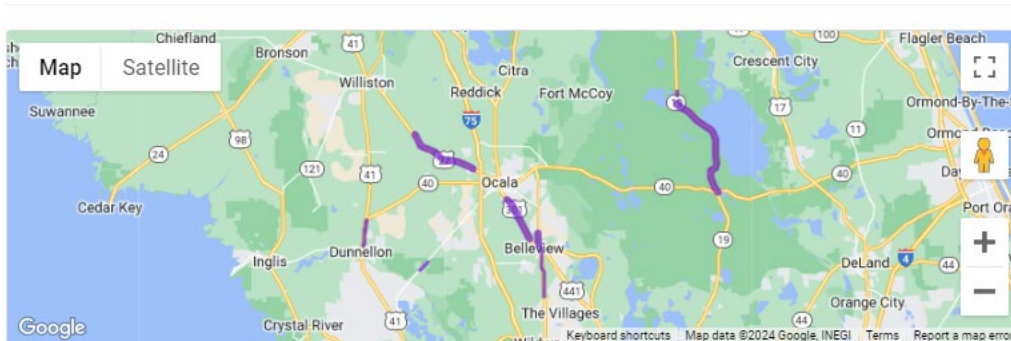 Map
Satellite
Chiefland
Bronson
41
Citra
100
Flagler Beach
Williston
Reddick
Fort McCoy
Crescent City
Suwannee
75
19
17
Ormond-By-The-S
98
11
24
121
27
Ocala
40
41
40
40
Cedar Key
301
Port Ora
Dunnellon
Belleview
19
Inglis
DeLand
4
44
441
Orange City
Crystal River
41
The Villages
44
Google
Keyboard shortcuts
Map data ©2024 Google, INEGI
Terms
Report a map error